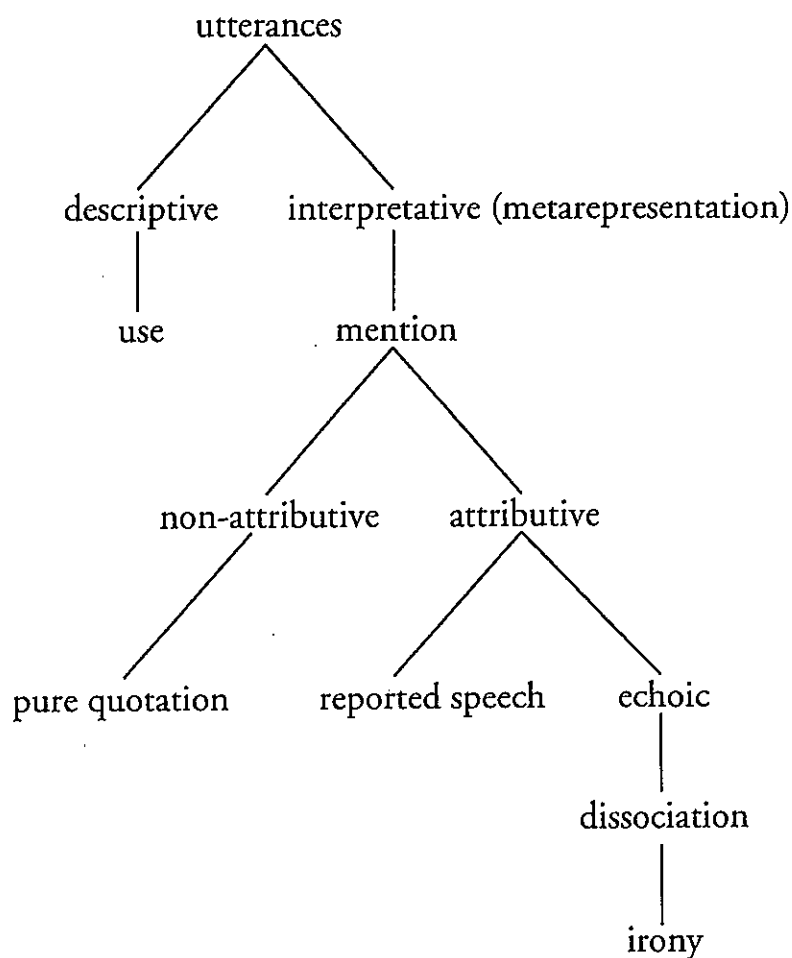 utterances
descriptive interpretative (metarepresentation)
use mention
non-attributive attributive
pure quotation reported speech echoic
dissociation
irony